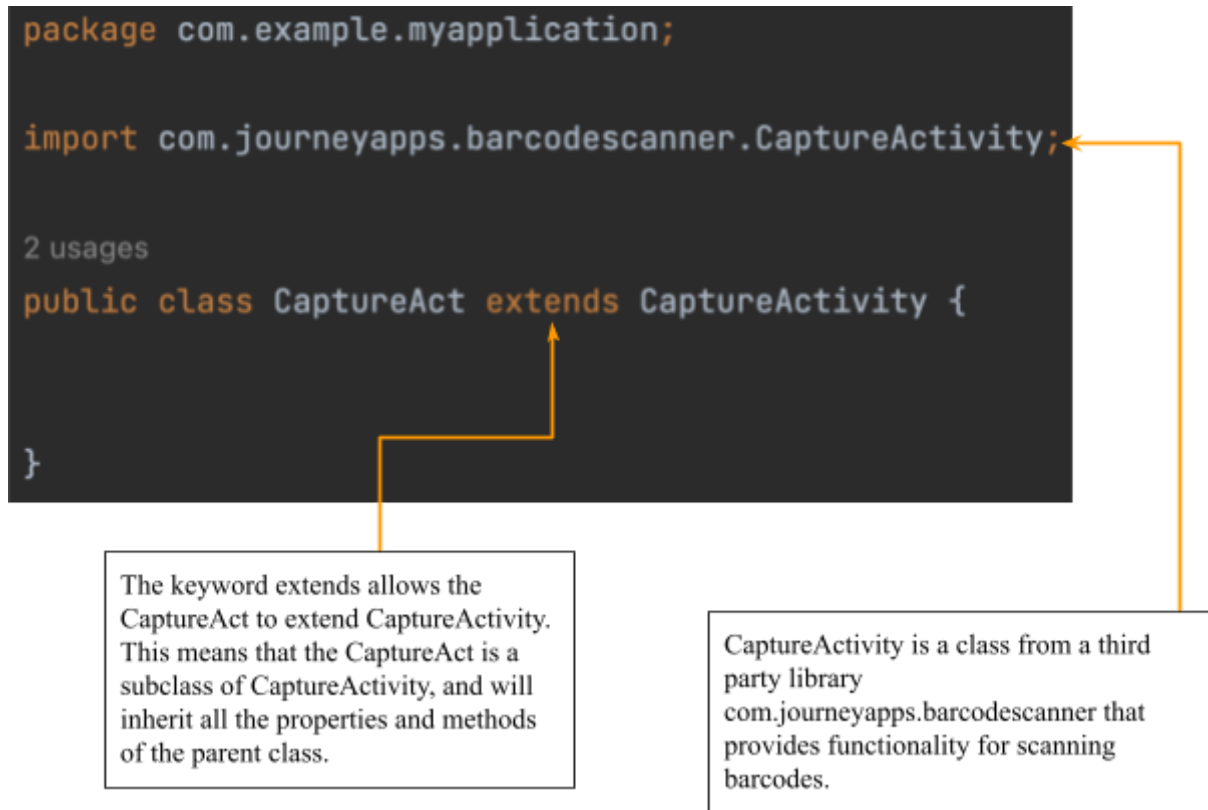 package com.example.myapplication;
import com.journeyapps.barcodescanner.CaptureActivity;
2 usages
public class CaptureAct extends CaptureActivity {
}
The keyword extends allows the
CaptureAct to extend CaptureActivity.
This means that the CaptureAct is a
subclass of CaptureActivity, and will
inherit all the properties and methods
of the parent class.
CaptureActivity is a class from a third
party library
com.journeyapps.barcodescanner that
provides functionality for scanning
barcodes.